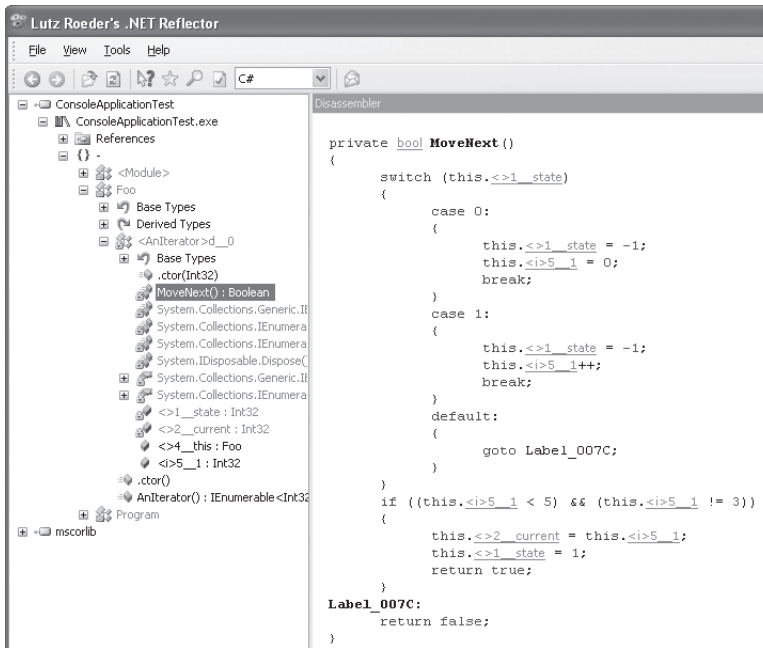 Lutz Roeder's .NET Reflector
File View Tools Help
C#
ConsoleApplicationTest
ConsoleApplicationTest.exe
References
{} -
<Module>
Foo
Base Types
Derived Types
<AnIterator>d__0
Base Types
.ctor(Int32)
MoveNext() : Boolean
System.Collections.Generic.IE
System.Collections.IEnumera
System.Collections.IEnumera
System.IDisposable.Dispose(
System.Collections.Generic.IE
System.Collections.IEnumera
<>1__state : Int32
<>2__current : Int32
<>4__this : Foo
<i>5__1 : Int32
.ctor()
AnIterator() : IEnumerable<Int32
Program
mscorlib
Disassembler
private bool MoveNext()
{
switch (this.<>1__state)
{
case 0:
{
this.<>1__state = -1;
this.<i>5__1 = 0;
break;
}
case 1:
{
this.<>1__state = -1;
this.<i>5__1++;
break;
}
default:
{
goto Label_007C;
}
}
if ((this.<i>5__1 < 5) && (this.<i>5__1 != 3))
{
this.<>2__current = this.<i>5__1;
this.<>1__state = 1;
return true;
}
Label_007C:
return false;
}